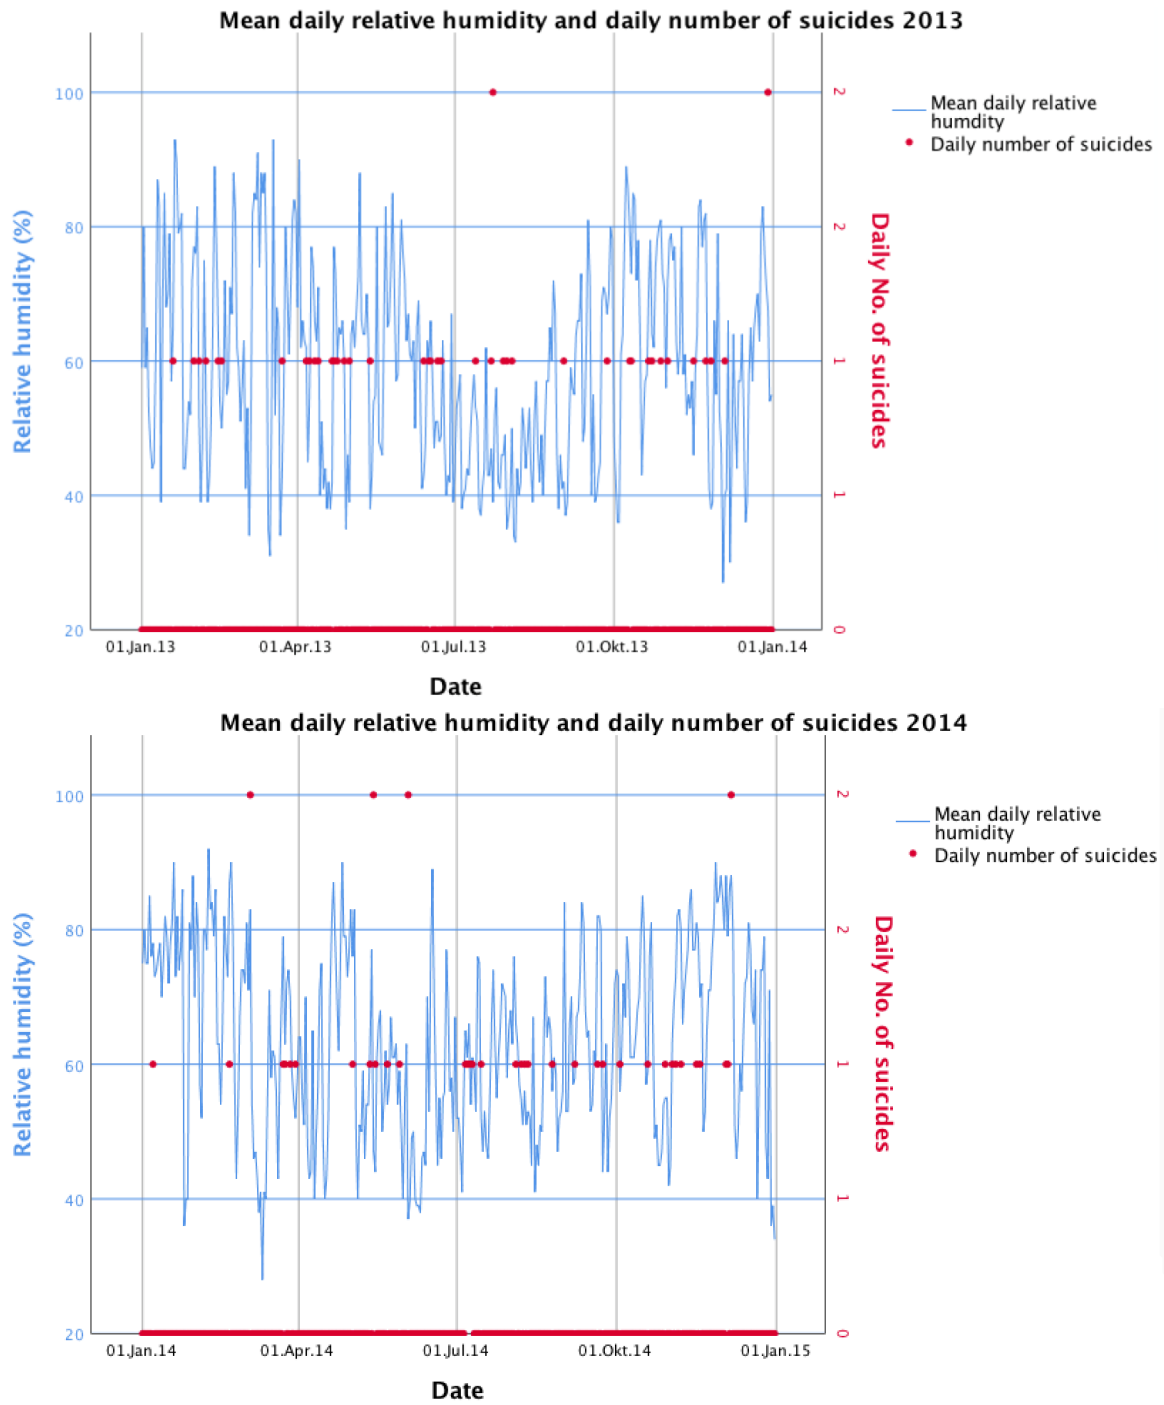 Mean daily relative humidity and daily number of suicides 2013
100
80
60
40
20
Relative humidity (%)
2
2
1
1
0
Daily No. of suicides
Mean daily relative
humdity
Daily number of suicides
01.Jan.13
01.Apr.13
01.Jul.13
01.Okt.13
01.Jan.14
Date
Mean daily relative humidity and daily number of suicides 2014
100
80
60
40
20
Relative humidity (%)
2
2
1
1
0
Daily No. of suicides
Mean daily relative
humidity
Daily number of suicides
01.Jan.14
01.Apr.14
01.Jul.14
01.Okt.14
01.Jan.15
Date